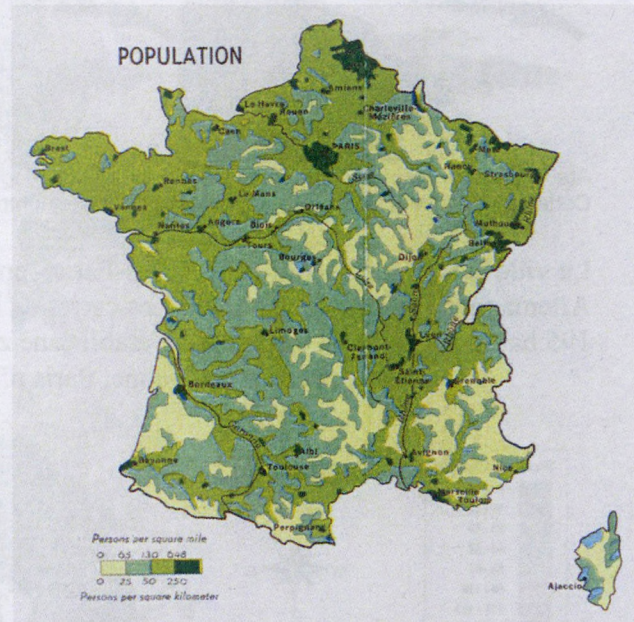 POPULATION
Amiens
Le Havre
Rouen
Charleville-
Mézières
Caen
PARIS
Metz
Nancy
Strasbourg
Brest
Rennes
Le Mans
Orléans
Vannes
Angers
Blois
Nantes
Tours
Mulhouse
Bourges
Dijon
Limoges
Clermont-
Ferrand
Lyon
Saint-
Étienne
Grenoble
Bordeaux
Albi
Avignon
Bayonne
Toulouse
Nice
Marseille
Toulon
Perpignan
Persons per square mile
0 65 130 648
0 25 50 250
Persons per square kilometer
Ajaccio